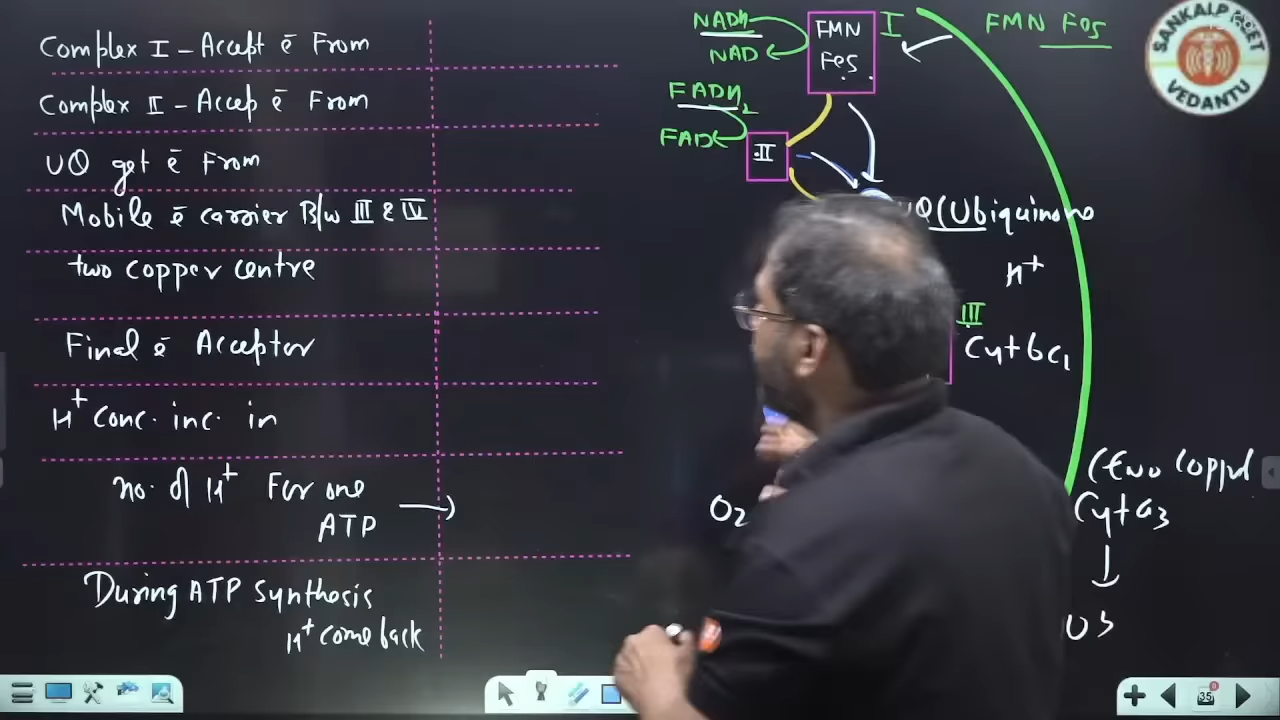 Complex I - Accept ē From
Complex II - Accep ē From
UQ get ē From
Mobile ē carrier B/w III & IV
two copper centre
Final ē Acceptor
H+ conc. inc. in
no. of H+ For one
ATP →
During ATP synthesis
H+ come back
NADH
NAD
FMN
FeS
I
FMN FeS
FADH2
FAD
II
UQ(Ubiquinone
H+
III
Cyt bc1
O2
(two Copper
Cyt a3
35
SANKALP NEET
VEDANTU